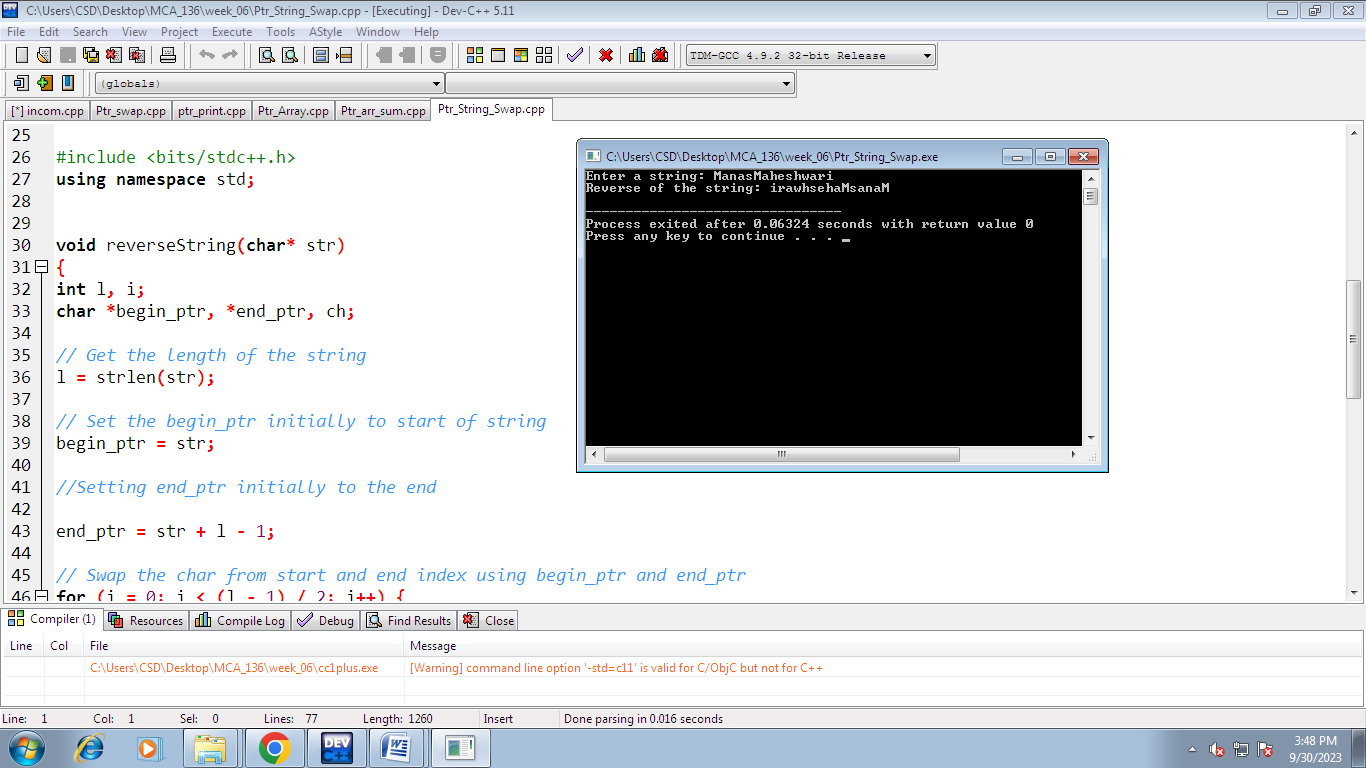 C:\Users\CSD\Desktop\MCA_136\week_06\Ptr_String_Swap.cpp - [Executing] - Dev-C++ 5.11
File Edit Search View Project Execute Tools AStyle Window Help
TDM-GCC 4.9.2 32-bit Release
(globals)
[*] incom.cpp Ptr_swap.cpp ptr_print.cpp Ptr_Array.cpp Ptr_arr_sum.cpp Ptr_String_Swap.cpp
25
26 #include <bits/stdc++.h>
27 using namespace std;
28
29
30 void reverseString(char* str)
31 {
32 int l, i;
33 char *begin_ptr, *end_ptr, ch;
34
35 // Get the length of the string
36 l = strlen(str);
37
38 // Set the begin_ptr initially to start of string
39 begin_ptr = str;
40
41 //Setting end_ptr initially to the end
42
43 end_ptr = str + l - 1;
44
45 // Swap the char from start and end index using begin_ptr and end_ptr
46 for (i = 0; i < (l - 1) / 2; i++) {
C:\Users\CSD\Desktop\MCA_136\week_06\Ptr_String_Swap.exe
Enter a string: ManasMaheshwari
Reverse of the string: irawhsehaMsanaM
--------------------------------
Process exited after 0.06324 seconds with return value 0
Press any key to continue . . . _
Compiler (1) Resources Compile Log Debug Find Results Close
Line Col File Message
C:\Users\CSD\Desktop\MCA_136\week_06\cc1plus.exe [Warning] command line option '-std=c11' is valid for C/ObjC but not for C++
Line: 1 Col: 1 Sel: 0 Lines: 77 Length: 1260 Insert Done parsing in 0.016 seconds
DEV C++
3:48 PM
9/30/2023